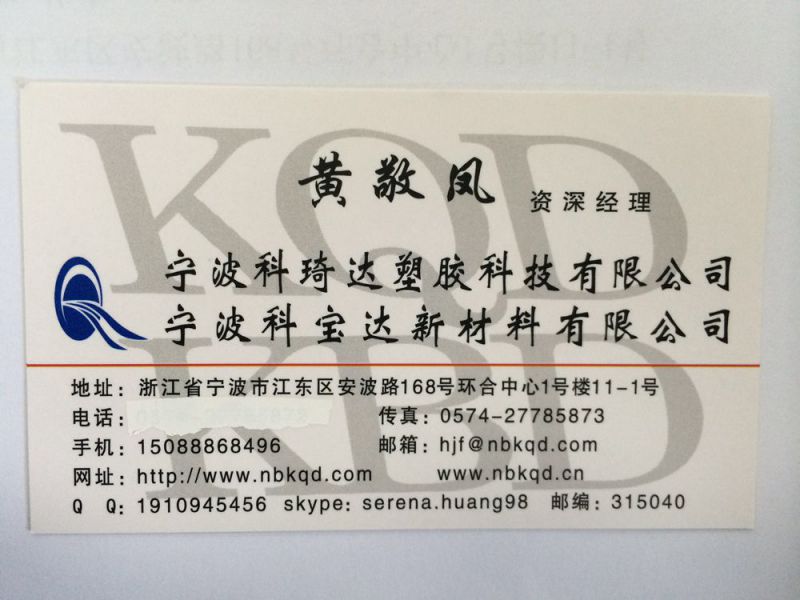 KQD
KBD
黄敬凤 资深经理
宁波科琦达塑胶科技有限公司
宁波科宝达新材料有限公司
地址：浙江省宁波市江东区安波路168号环合中心1号楼11-1号
电话： 传真：0574-27785873
手机：15088868496 邮箱：hjf@nbkqd.com
网址：http://www.nbkqd.com www.nbkqd.cn
Q Q：1910945456 skype：serena.huang98 邮编：315040